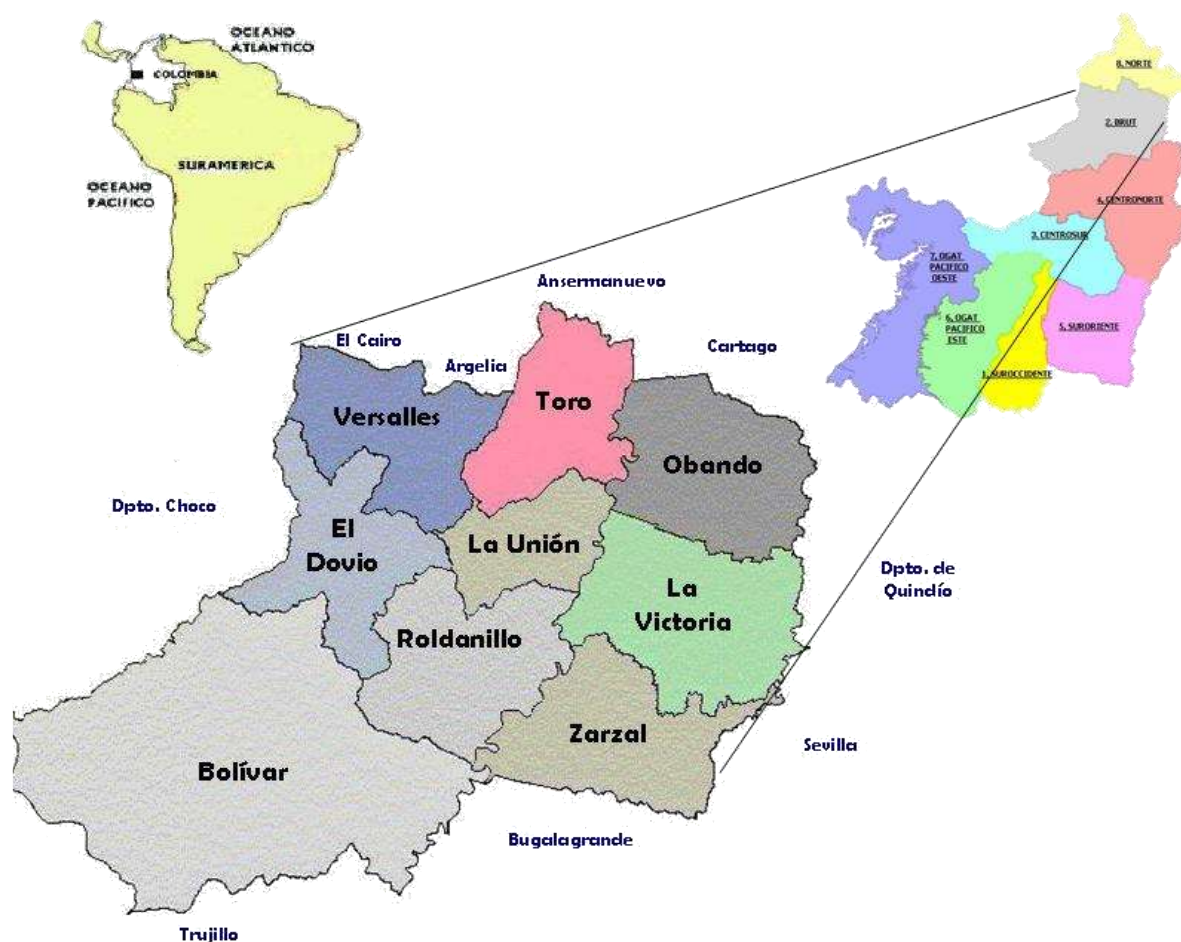 OCEANO
ATLANTICO
COLOMBIA
SURAMERICA
OCEANO
PACIFICO
8. NORTE
2. BRUT
4. CENTRONORTE
3. CENTROSUR
7. OGAT
PACIFICO
OESTE
6. OGAT
PACIFICO
ESTE
5. SURORIENTE
1. SUROCCIDENTE
Ansermanuevo
El Cairo
Argelia
Cartago
Toro
Versalles
Obando
Dpto. Choco
El
Dovio
La Unión
Dpto. de
Quindío
La
Victoria
Roldanillo
Zarzal
Sevilla
Bolívar
Bugalagrande
Trujillo